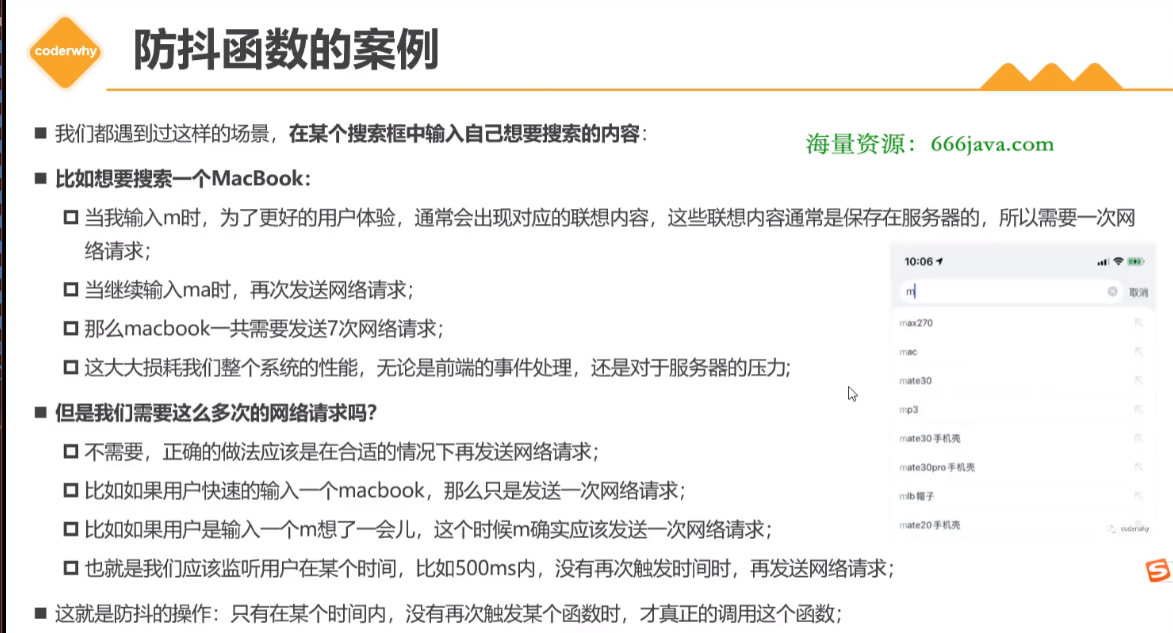 coderwhy
防抖函数的案例
我们都遇到过这样的场景，在某个搜索框中输入自己想要搜索的内容：
海量资源：666java.com
比如想要搜索一个MacBook：
当我输入m时，为了更好的用户体验，通常会出现对应的联想内容，这些联想内容通常是保存在服务器的，所以需要一次网
络请求；
当继续输入ma时，再次发送网络请求；
那么macbook一共需要发送7次网络请求；
这大大损耗我们整个系统的性能，无论是前端的事件处理，还是对于服务器的压力;
但是我们需要这么多次的网络请求吗？
不需要，正确的做法应该是在合适的情况下再发送网络请求；
比如如果用户快速的输入一个macbook，那么只是发送一次网络请求；
比如如果用户是输入一个m想了一会儿，这个时候m确实应该发送一次网络请求；
也就是我们应该监听用户在某个时间，比如500ms内，没有再次触发时间时，再发送网络请求；
这就是防抖的操作：只有在某个时间内，没有再次触发某个函数时，才真正的调用这个函数；
10:06
m
取消
max270
mac
mate30
mp3
mate30手机壳
mate30pro手机壳
mlb帽子
mate20手机壳
coderwhy
S